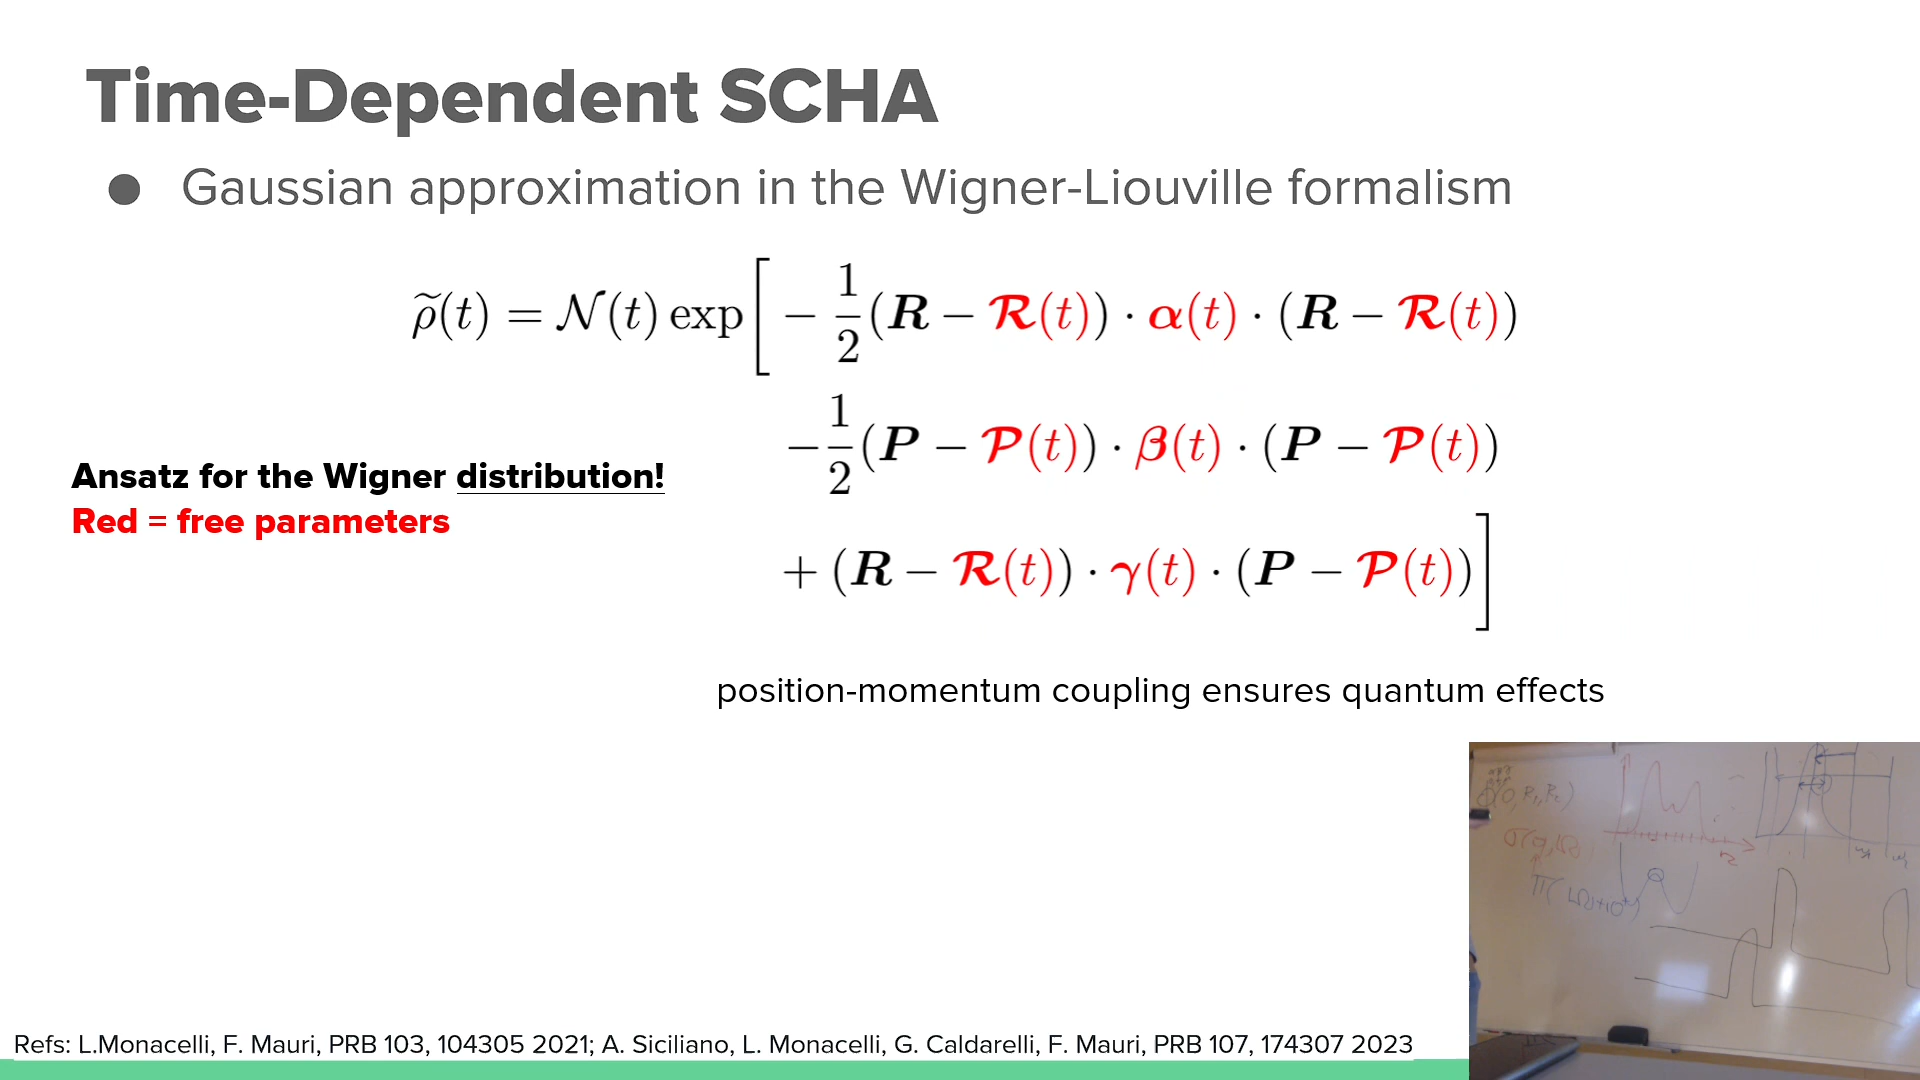 Time-Dependent SCHA
● Gaussian approximation in the Wigner-Liouville formalism
ρ̃(t) = 𝒩(t) exp[ − 1/2 (R − 𝓡(t)) · α(t) · (R − 𝓡(t))
− 1/2 (P − 𝓟(t)) · β(t) · (P − 𝓟(t))
+ (R − 𝓡(t)) · γ(t) · (P − 𝓟(t)) ]
Ansatz for the Wigner distribution!
Red = free parameters
position-momentum coupling ensures quantum effects
Refs: L.Monacelli, F. Mauri, PRB 103, 104305 2021; A. Siciliano, L. Monacelli, G. Caldarelli, F. Mauri, PRB 107, 174307 2023